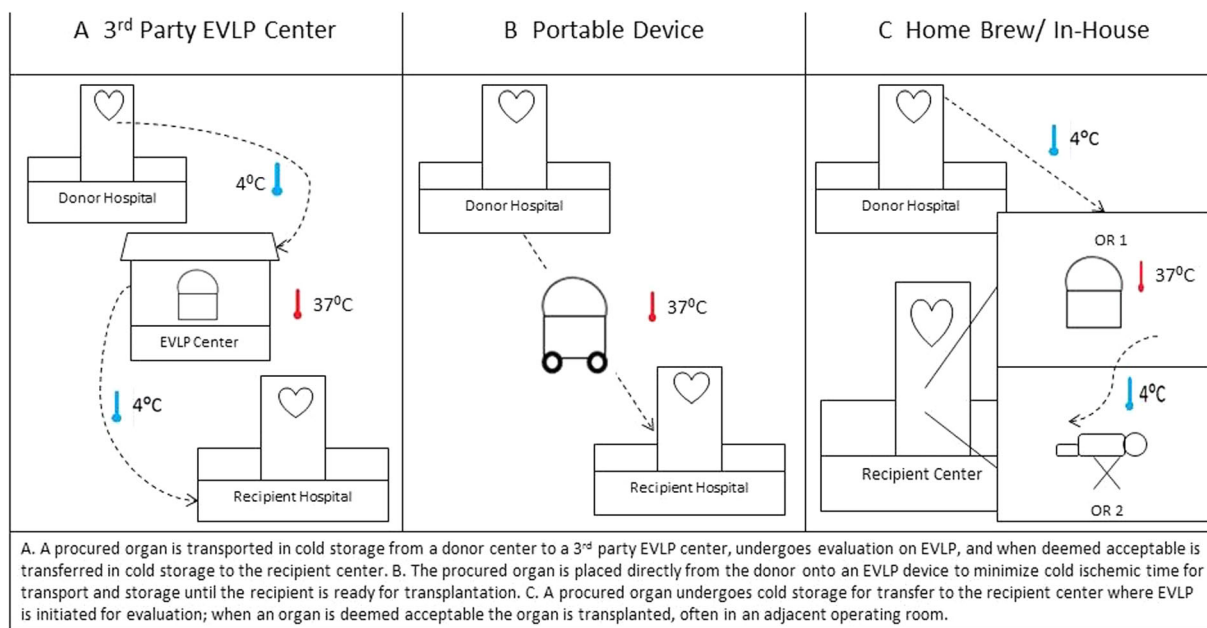 A 3rd Party EVLP Center
B Portable Device
C Home Brew/ In-House
Donor Hospital
4⁰C
EVLP Center
37⁰C
4⁰C
Recipient Hospital
Donor Hospital
37⁰C
Recipient Hospital
Donor Hospital
4⁰C
OR 1
37⁰C
4⁰C
Recipient Center
OR 2
A. A procured organ is transported in cold storage from a donor center to a 3rd party EVLP center, undergoes evaluation on EVLP, and when deemed acceptable is
transferred in cold storage to the recipient center. B. The procured organ is placed directly from the donor onto an EVLP device to minimize cold ischemic time for
transport and storage until the recipient is ready for transplantation. C. A procured organ undergoes cold storage for transfer to the recipient center where EVLP
is initiated for evaluation; when an organ is deemed acceptable the organ is transplanted, often in an adjacent operating room.